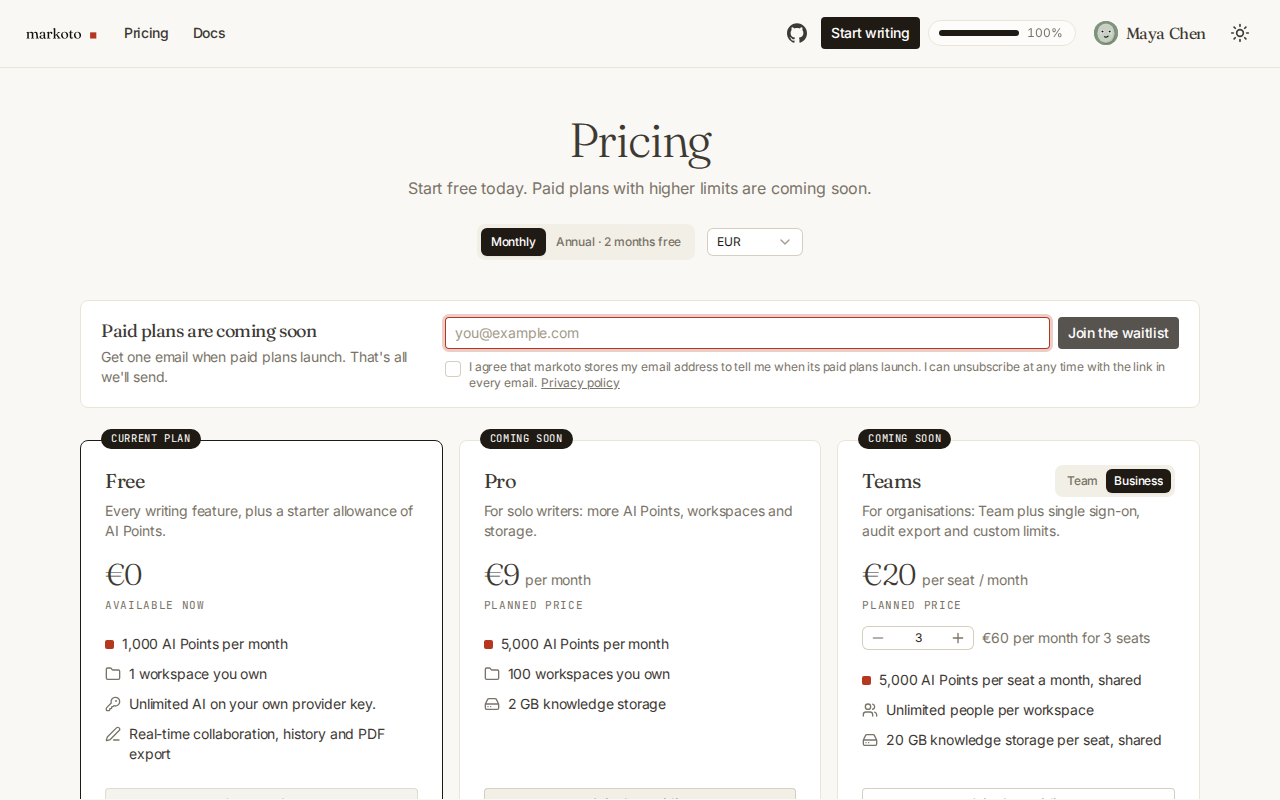 markoto
Pricing
Docs
Start writing
100%
Maya Chen
Pricing
Start free today. Paid plans with higher limits are coming soon.
Monthly
Annual · 2 months free
EUR
Paid plans are coming soon
Get one email when paid plans launch. That's all
we'll send.
you@example.com
Join the waitlist
I agree that markoto stores my email address to tell me when its paid plans launch. I can unsubscribe at any time with the link in
every email. Privacy policy
CURRENT PLAN
Free
Every writing feature, plus a starter allowance of
AI Points.
€0
AVAILABLE NOW
1,000 AI Points per month
1 workspace you own
Unlimited AI on your own provider key.
Real-time collaboration, history and PDF
export
COMING SOON
Pro
For solo writers: more AI Points, workspaces and
storage.
€9 per month
PLANNED PRICE
5,000 AI Points per month
100 workspaces you own
2 GB knowledge storage
COMING SOON
Teams
Team
Business
For organisations: Team plus single sign-on,
audit export and custom limits.
€20 per seat / month
PLANNED PRICE
3
€60 per month for 3 seats
5,000 AI Points per seat a month, shared
Unlimited people per workspace
20 GB knowledge storage per seat, shared